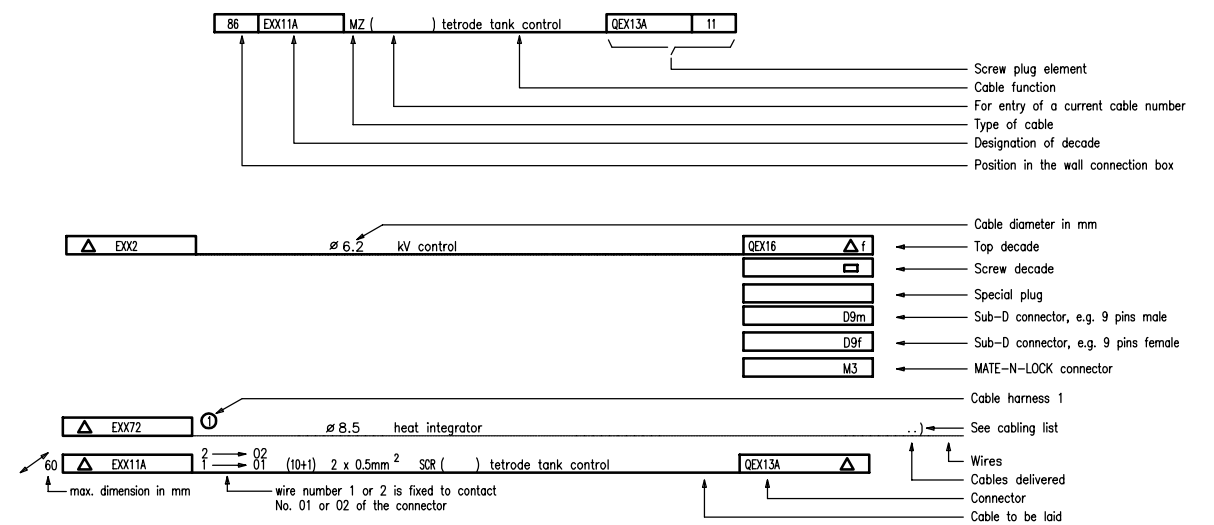 86 EXX11A MZ ( ) tetrode tank control QEX13A 11
Screw plug element
Cable function
For entry of a current cable number
Type of cable
Designation of decade
Position in the wall connection box
Cable diameter in mm
△ EXX2 ø 6.2 kV control QEX16 △ f Top decade
Screw decade
Special plug
D9m Sub-D connector, e.g. 9 pins male
D9f Sub-D connector, e.g. 9 pins female
M3 MATE-N-LOCK connector
Cable harness 1
△ EXX72 1 ø 8.5 heat integrator ..) See cabling list
2 → 02
60 △ EXX11A 1 → 01 (10+1) 2 x 0.5mm² SCR ( ) tetrode tank control QEX13A △
Wires
Cables delivered
max. dimension in mm
wire number 1 or 2 is fixed to contact
No. 01 or 02 of the connector
Connector
Cable to be laid